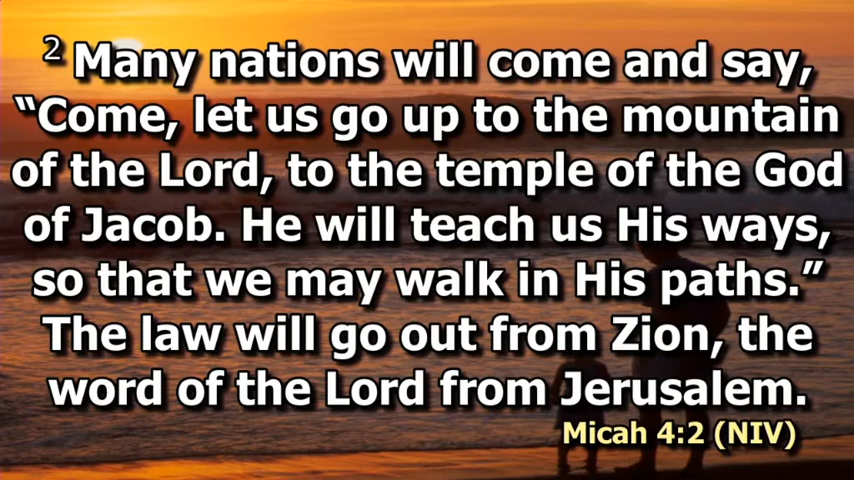 2 Many nations will come and say,
“Come, let us go up to the mountain
of the Lord, to the temple of the God
of Jacob. He will teach us His ways,
so that we may walk in His paths.”
The law will go out from Zion, the
word of the Lord from Jerusalem.
Micah 4:2 (NIV)